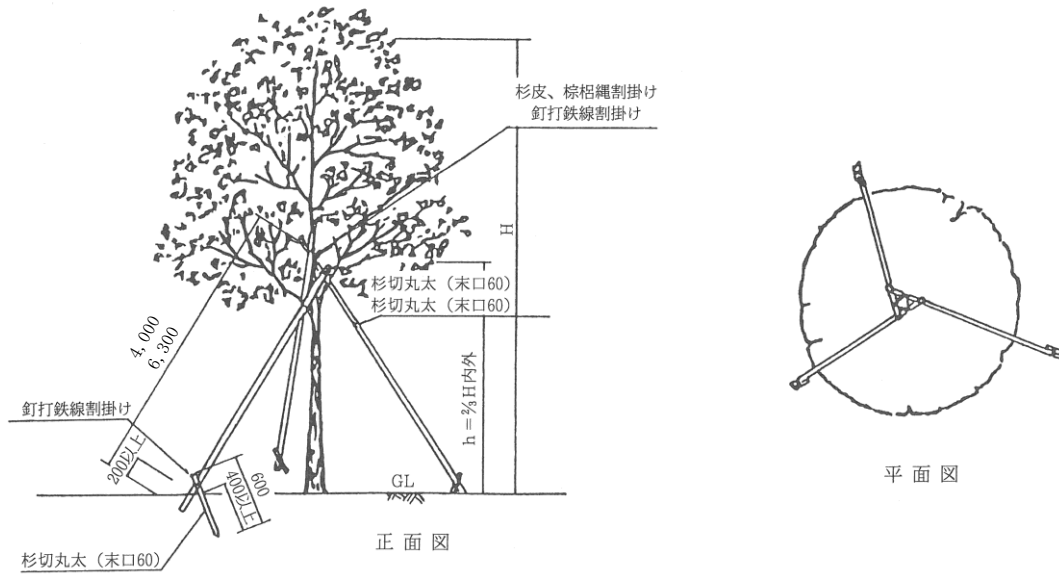 杉皮、棕梠縄割掛け
釘打鉄線割掛け
H
杉切丸太（末口60）
杉切丸太（末口60）
4,000
6,300
h＝⅔H内外
釘打鉄線割掛け
200以上
600
400以上
GL
杉切丸太（末口60）
正面図
平面図